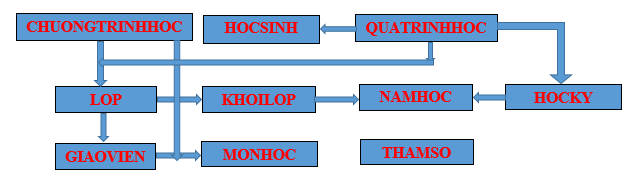 CHUONGTRINHHOC
HOCSINH
QUATRINHHOC
LOP
KHOILOP
NAMHOC
HOCKY
GIAOVIEN
MONHOC
THAMSO